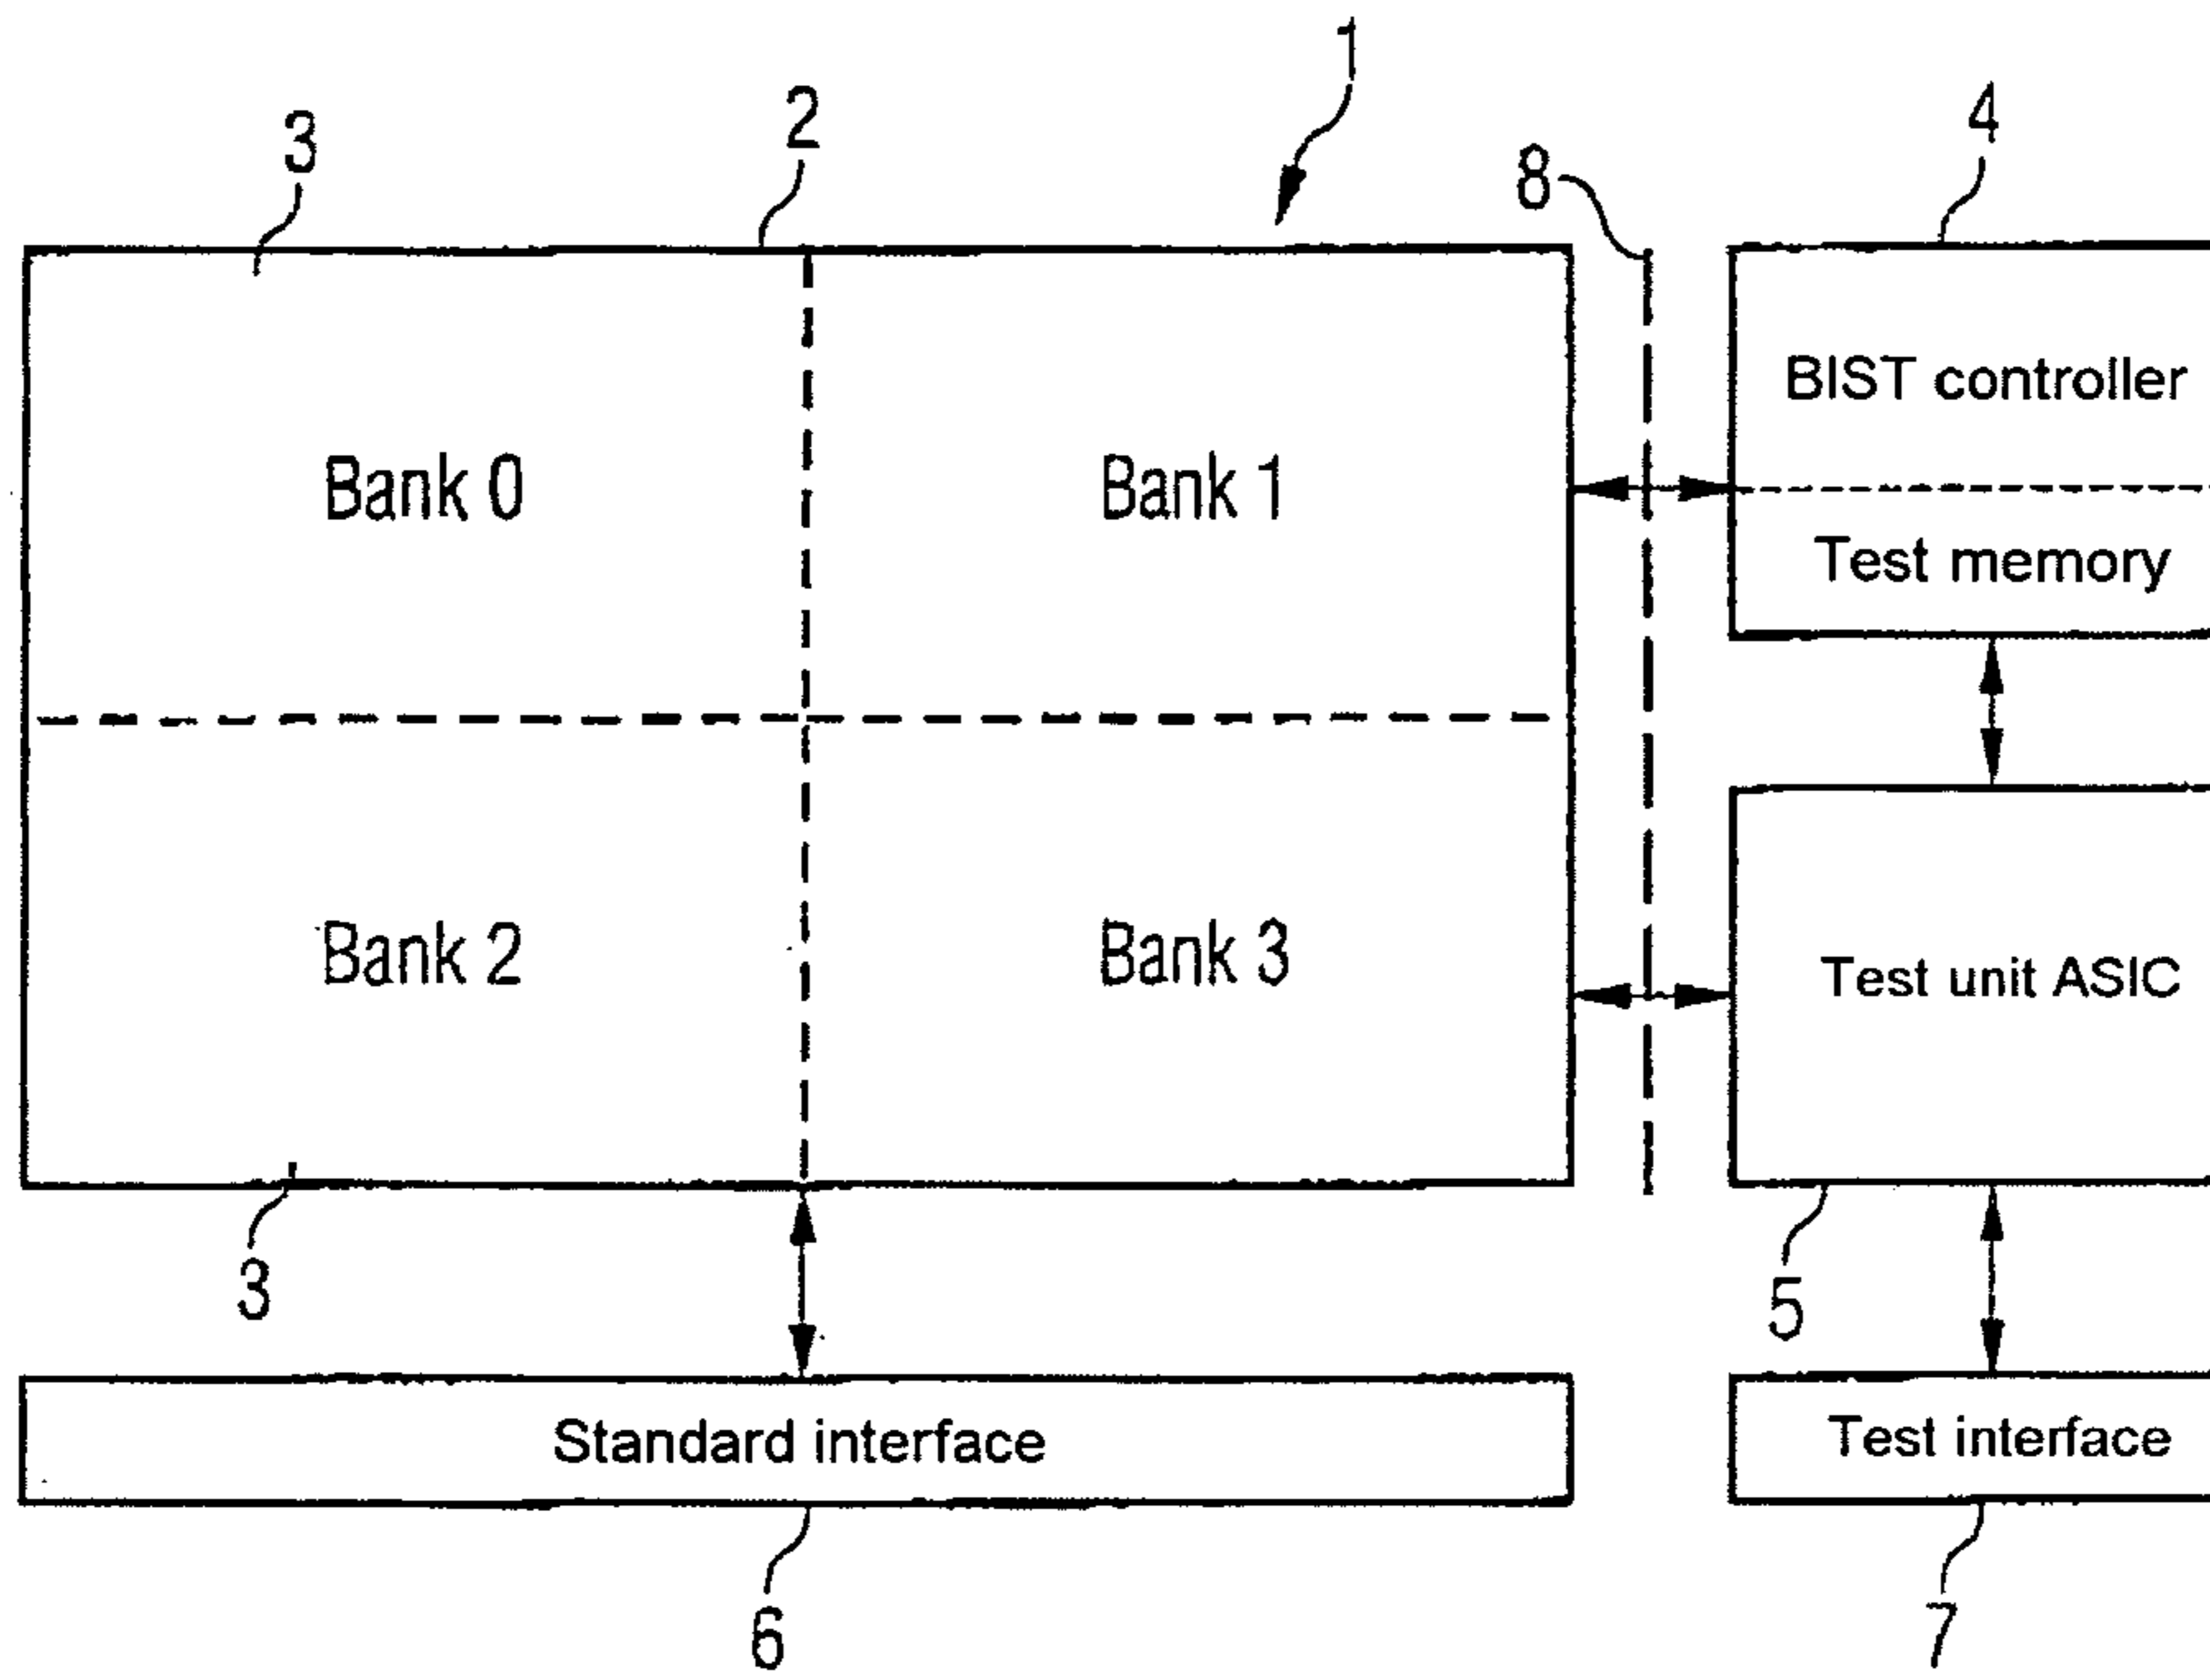 1
3
2
8
4
BIST controller
Bank 0
Bank 1
Test memory
Bank 2
Bank 3
Test unit ASIC
3
5
Standard interface
Test interface
6
7